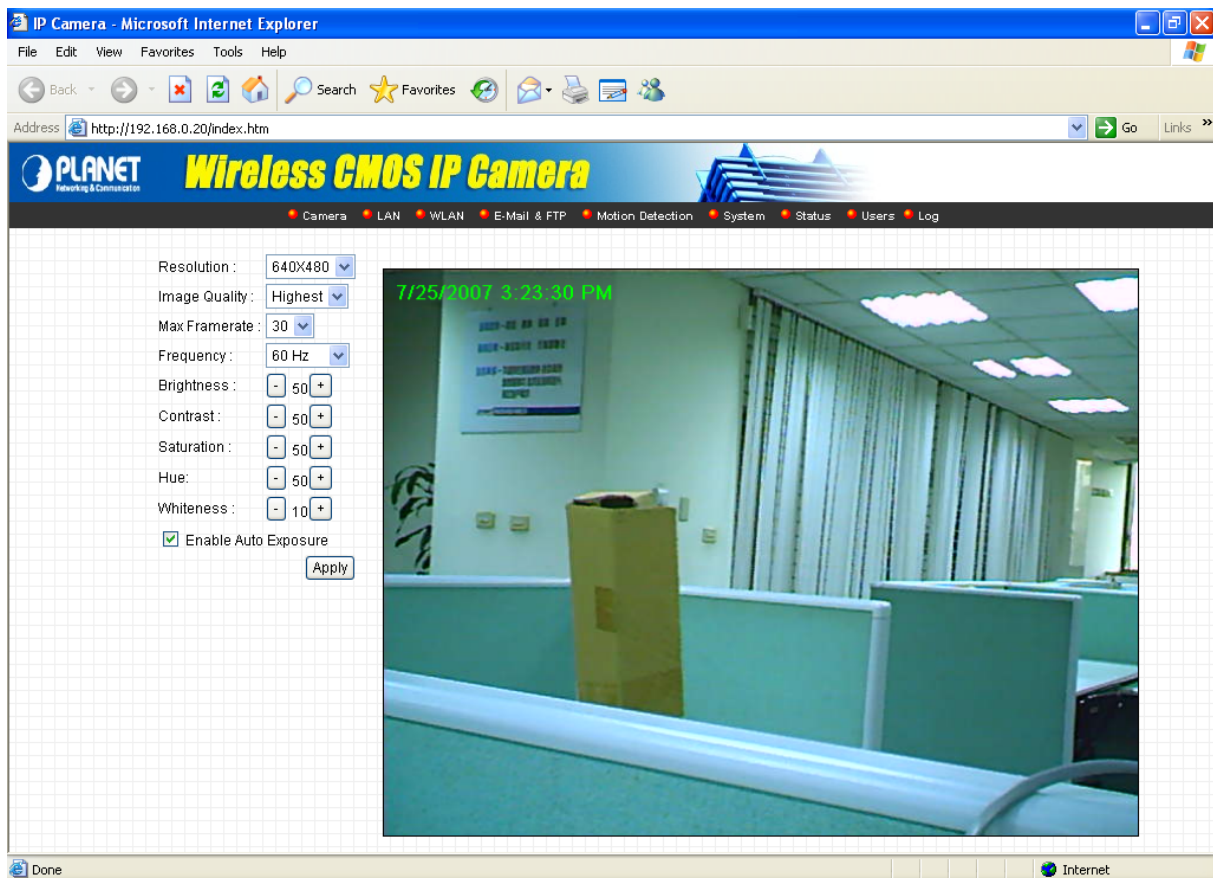 IP Camera - Microsoft Internet Explorer
File Edit View Favorites Tools Help
Back Search Favorites
Address http://192.168.0.20/index.htm Go Links »
PLANET
Networking & Communication
Wireless CMOS IP Camera
Camera LAN WLAN E-Mail & FTP Motion Detection System Status Users Log
Resolution : 640X480
Image Quality : Highest
Max Framerate : 30
Frequency : 60 Hz
Brightness : - 50 +
Contrast : - 50 +
Saturation : - 50 +
Hue: - 50 +
Whiteness : - 10 +
Enable Auto Exposure
Apply
7/25/2007 3:23:30 PM
Done Internet